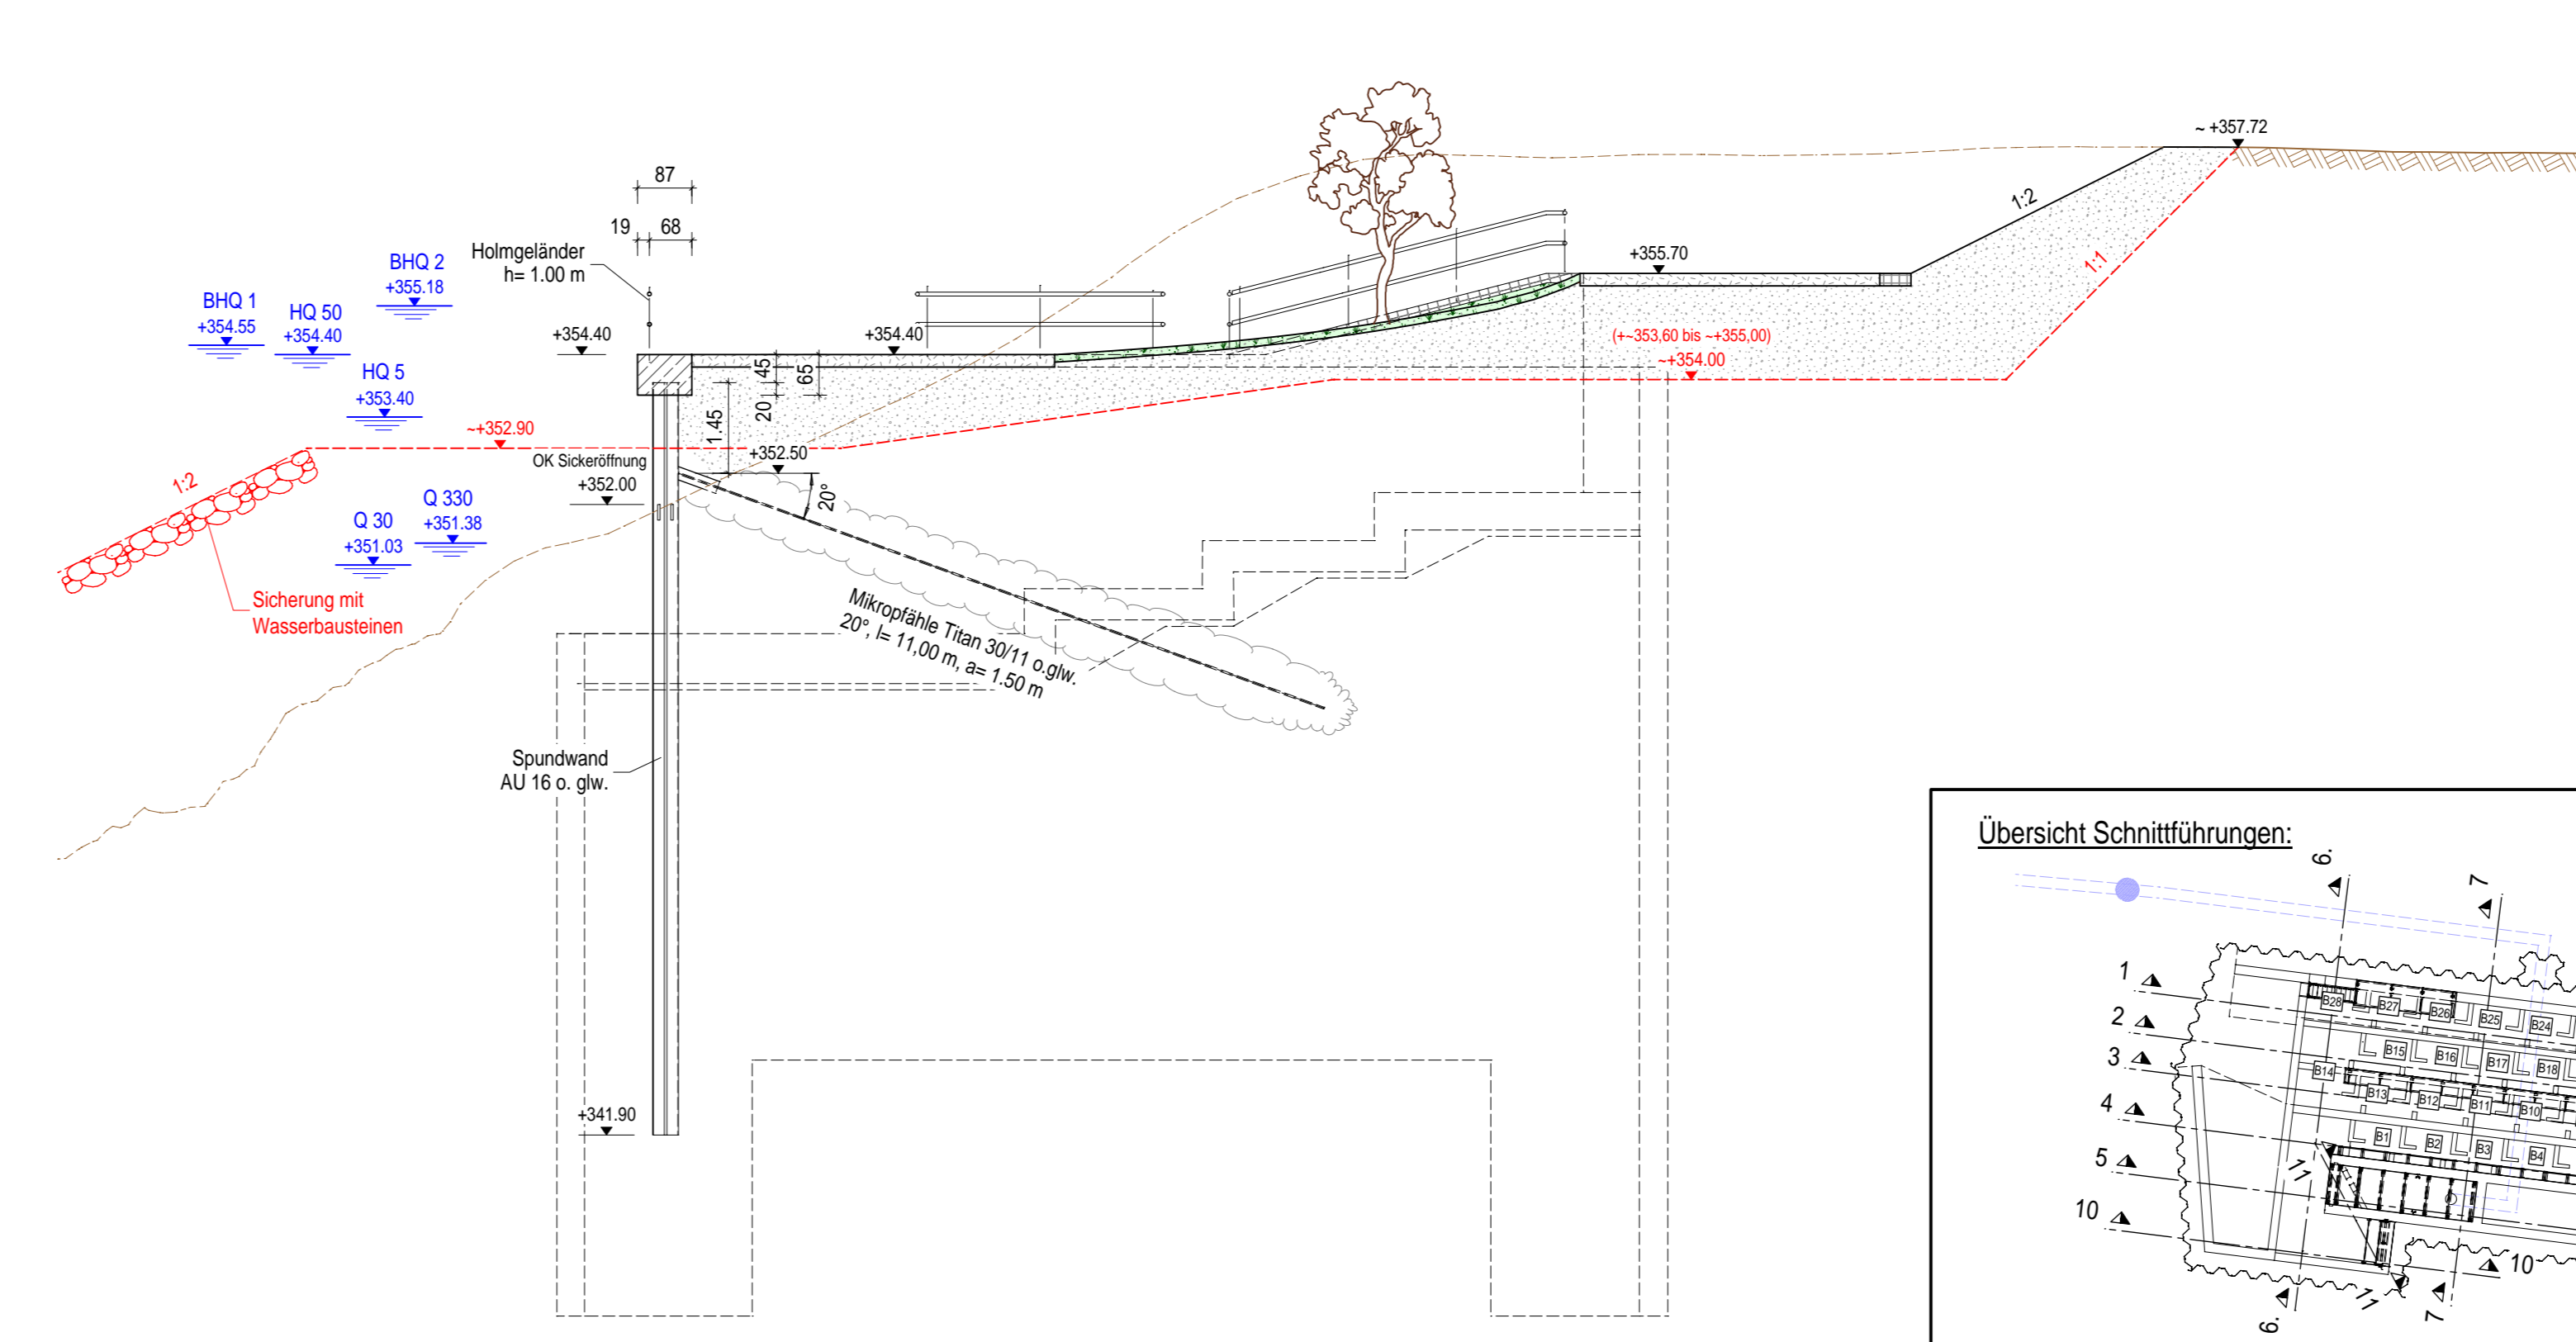 ~ +357.72
87
19
68
Holmgeländer
h= 1.00 m
BHQ 2
+355.18
BHQ 1
+354.55
HQ 50
+354.40
HQ 5
+353.40
+354.40
+354.40
45
65
20
1.45
1:2
+355.70
1:1
(+~353,60 bis ~+355,00)
~+354.00
~+352.90
+352.50
OK Sickeröffnung
+352.00
20°
1:2
Q 330
+351.38
Q 30
+351.03
Sicherung mit
Wasserbausteinen
Mikropfähle Titan 30/11 o.glw.
20°, l= 11,00 m, a= 1.50 m
Spundwand
AU 16 o. glw.
+341.90
Übersicht Schnittführungen:
6.
7
1
2
3
4
5
10
B28
B27
B26
B25
B24
B15
B16
B17
B18
B14
B13
B12
B11
B10
B1
B2
B3
B4
11
10
11
7
6.